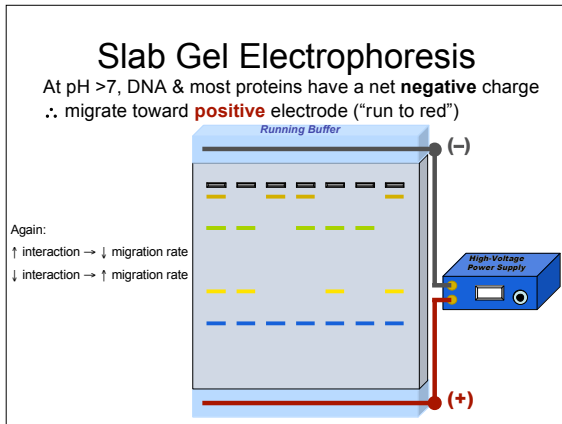 Slab Gel Electrophoresis
At pH >7, DNA & most proteins have a net negative charge
∴ migrate toward positive electrode (“run to red”)
Running Buffer
(–)
Again:
↑ interaction → ↓ migration rate
↓ interaction → ↑ migration rate
High-Voltage
Power Supply
(+)